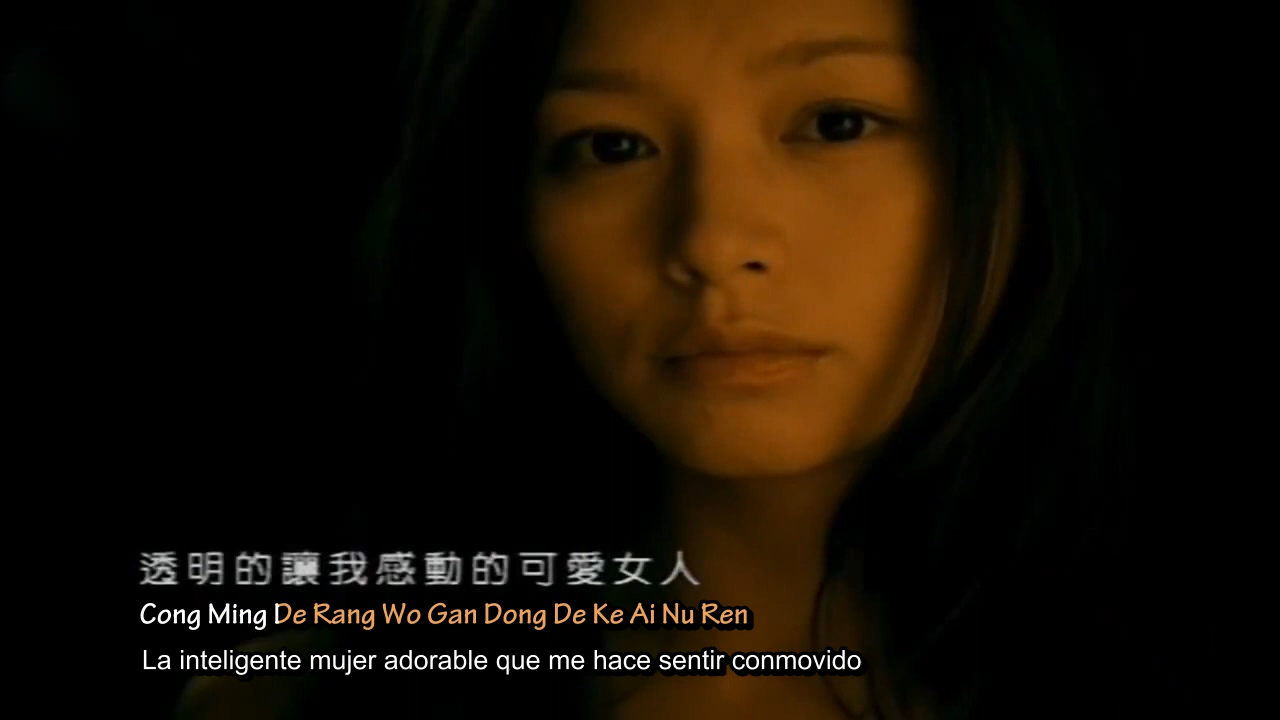 透明的讓我感動的可愛女人
Cong Ming De Rang Wo Gan Dong De Ke Ai Nu Ren
La inteligente mujer adorable que me hace sentir conmovido